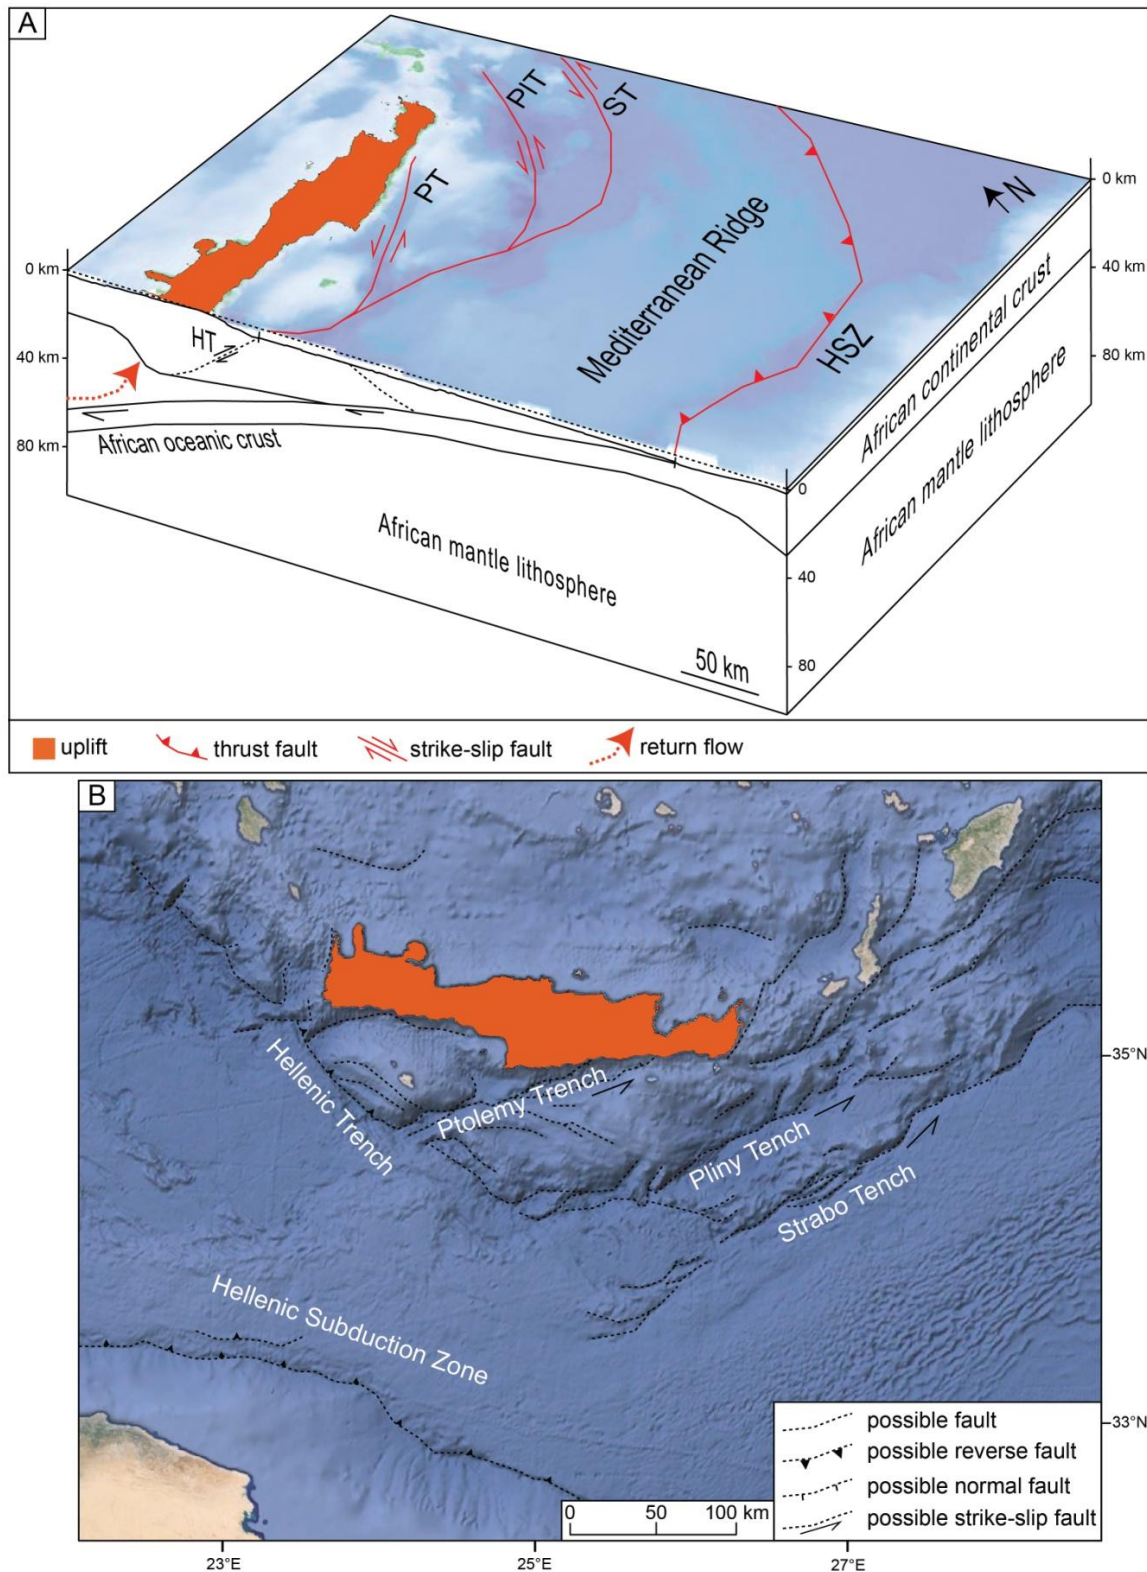 A
PlT
ST
PT
N
0 km
Mediterranean Ridge
HSZ
African continental crust
African mantle lithosphere
40 km
80 km
0 km
HT
40 km
African oceanic crust
80 km
African mantle lithosphere
0
40
80
50 km
uplift
thrust fault
strike-slip fault
return flow
B
35°N
Hellenic Trench
Ptolemy Trench
Pliny Tench
Strabo Tench
Hellenic Subduction Zone
33°N
possible fault
possible reverse fault
possible normal fault
possible strike-slip fault
0 50 100 km
23°E 25°E 27°E